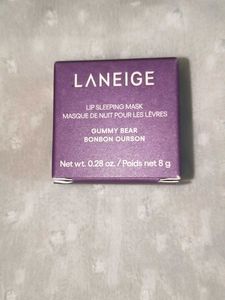 LANEIGE
LIP SLEEPING MASK
MASQUE DE NUIT POUR LES LÈVRES
GUMMY BEAR
BONBON OURSON
Net wt. 0.28 oz. / Poids net 8 g